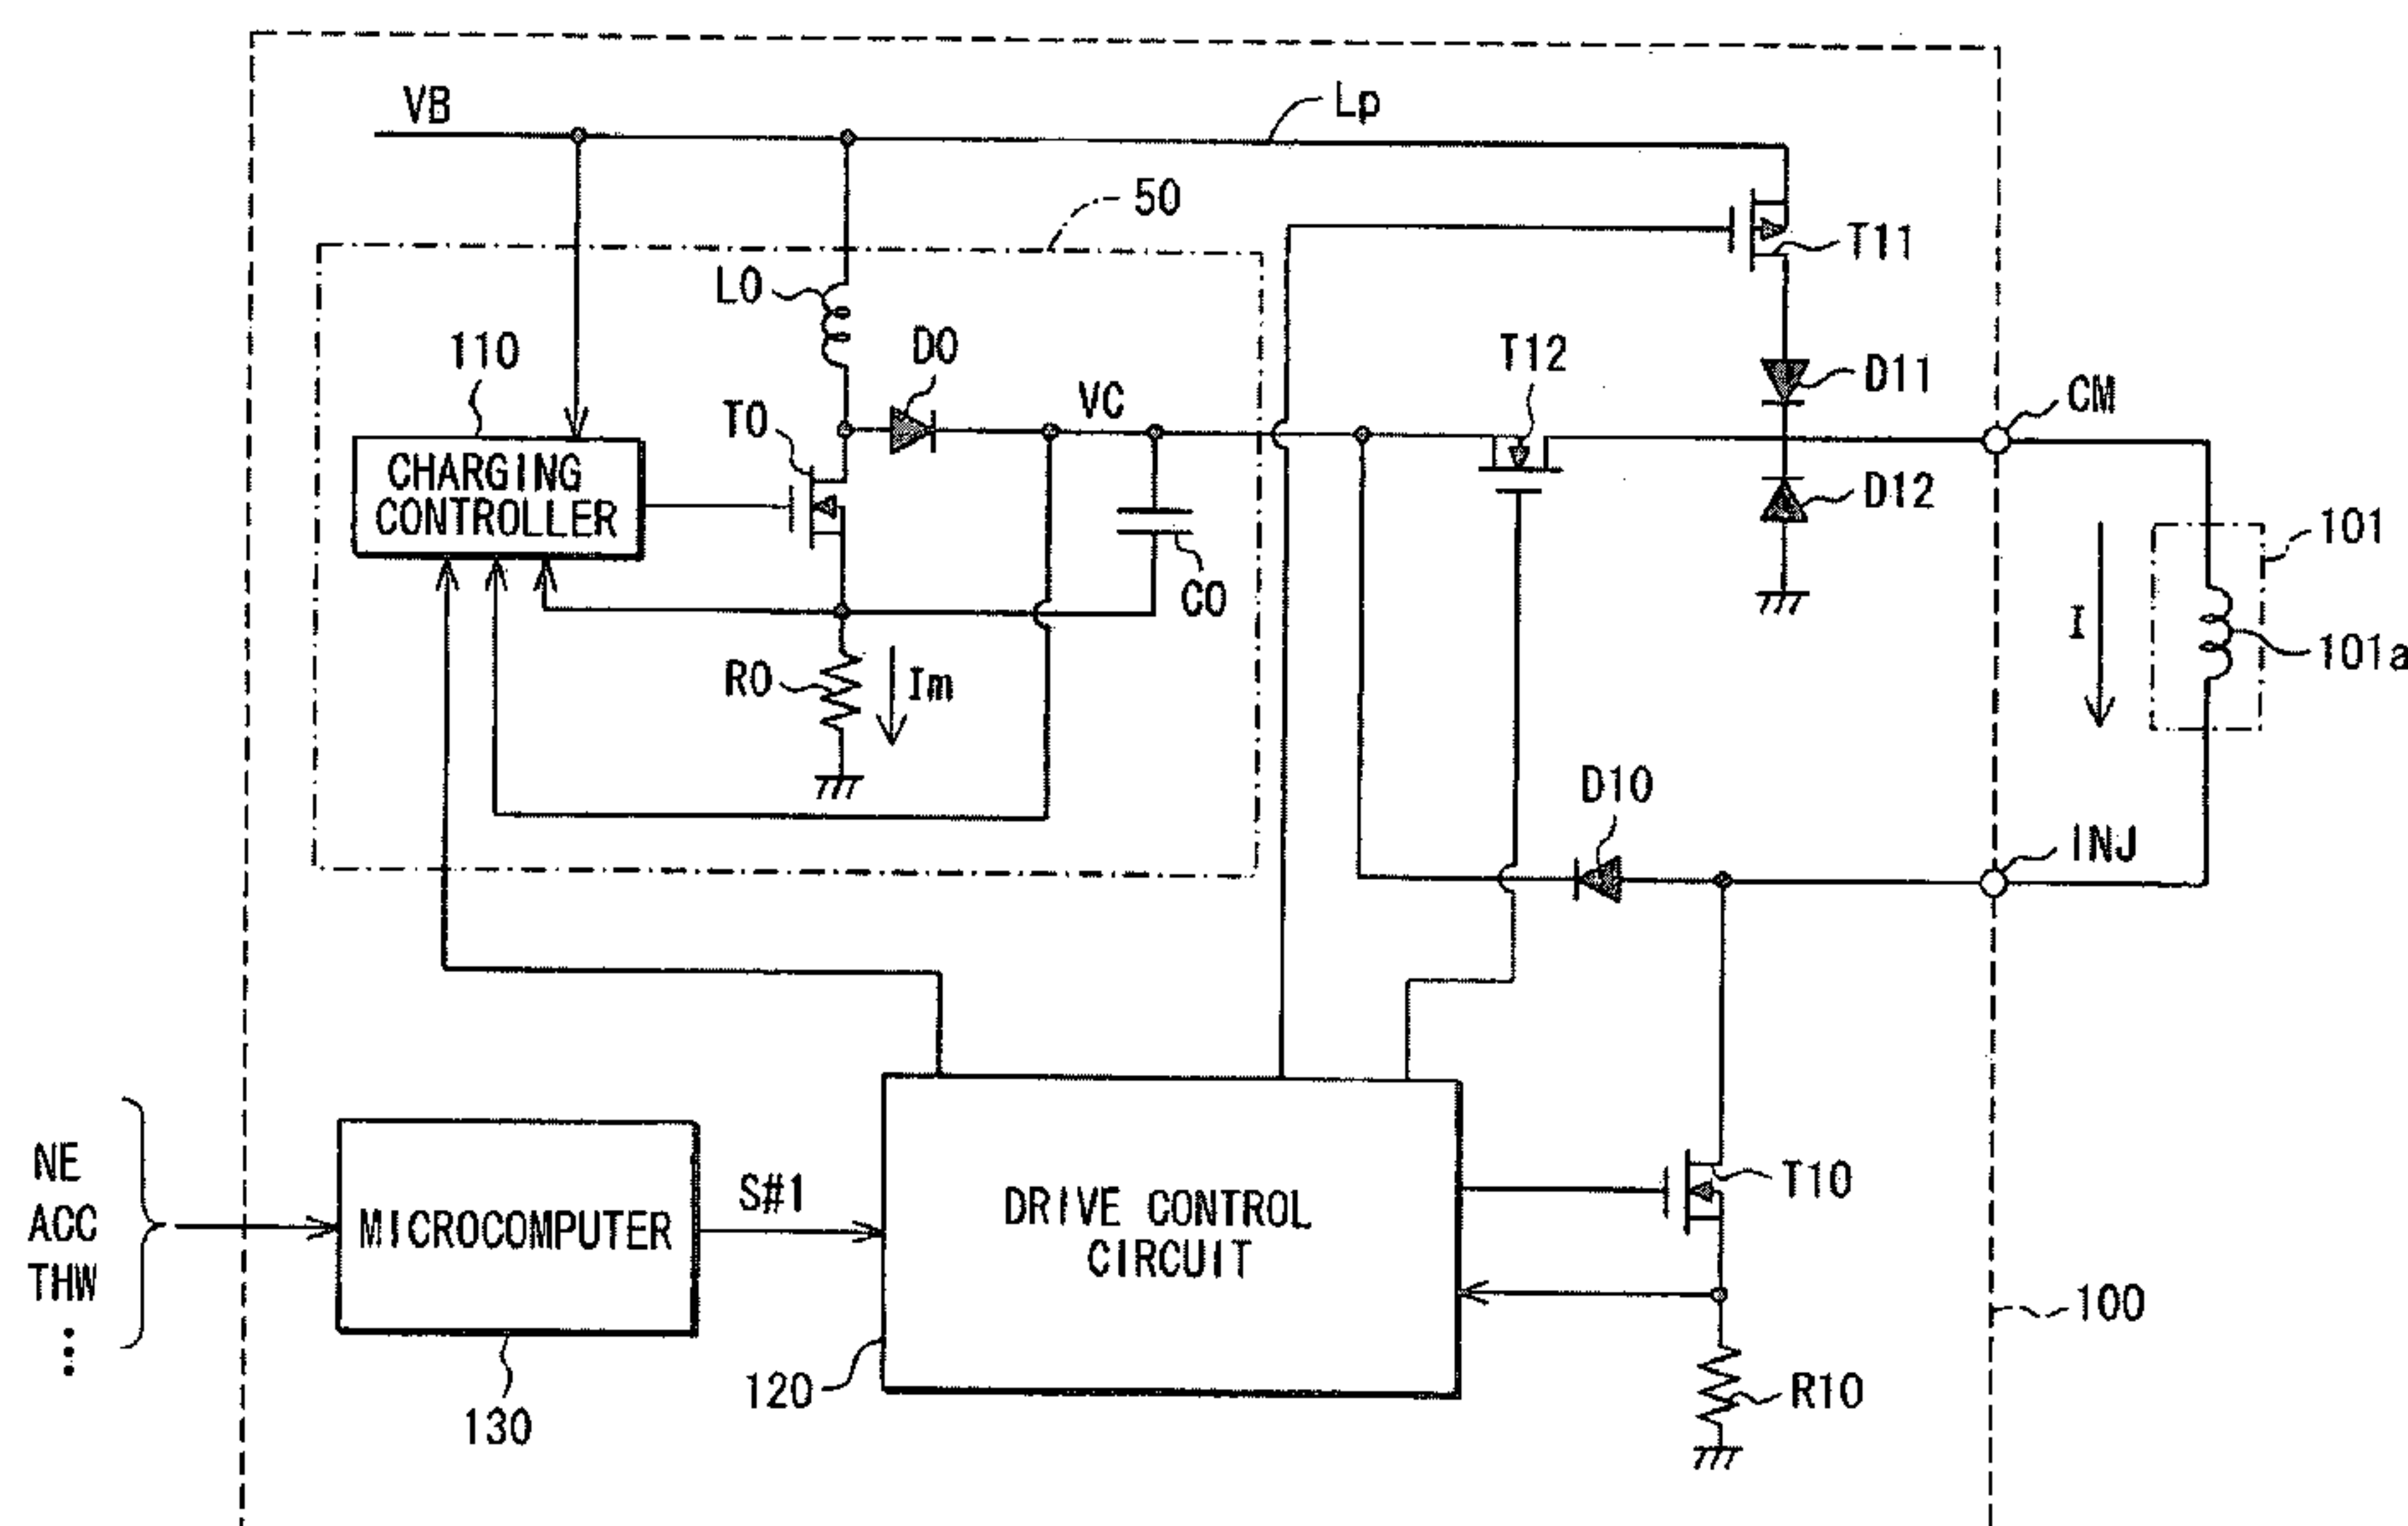 VB
Lp
50
L0
T11
110
D0
T12
D11
CM
T0
VC
CHARGING
CONTROLLER
D12
101
C0
I
101a
R0
Im
D10
INJ
NE
ACC
THW
⋮
MICROCOMPUTER
S#1
DRIVE CONTROL
CIRCUIT
T10
100
120
R10
130